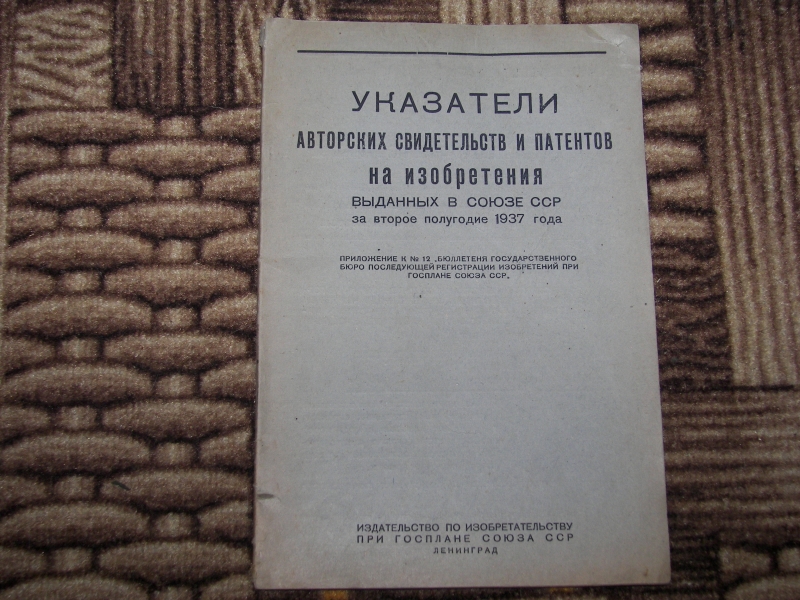 УКАЗАТЕЛИ
АВТОРСКИХ СВИДЕТЕЛЬСТВ И ПАТЕНТОВ
на изобретения
ВЫДАННЫХ В СОЮЗЕ ССР
за второе полугодие 1937 года
ПРИЛОЖЕНИЕ К № 12 „БЮЛЛЕТЕНЯ ГОСУДАРСТВЕННОГО
БЮРО ПОСЛЕДУЮЩЕЙ РЕГИСТРАЦИИ ИЗОБРЕТЕНИЙ ПРИ
ГОСПЛАНЕ СОЮЗА ССР„
ИЗДАТЕЛЬСТВО ПО ИЗОБРЕТАТЕЛЬСТВУ
ПРИ ГОСПЛАНЕ СОЮЗА ССР
ЛЕНИНГРАД